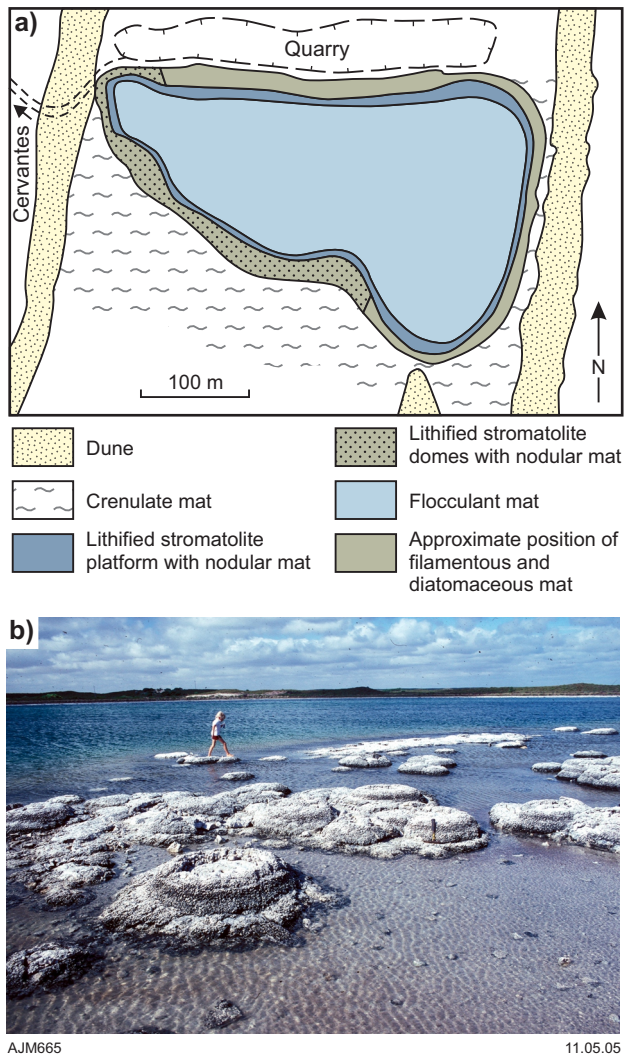 a)
Quarry
Cervantes
100 m
N
Dune
Crenulate mat
Lithified stromatolite
platform with nodular mat
Lithified stromatolite
domes with nodular mat
Flocculant mat
Approximate position of
filamentous and
diatomaceous mat
b)
AJM665
11.05.05